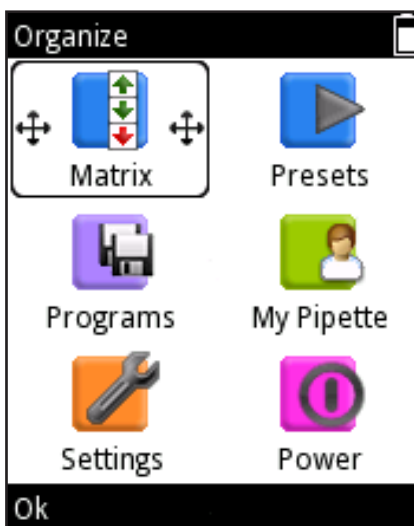 Organize
Matrix Presets
Programs My Pipette
Settings Power
Ok